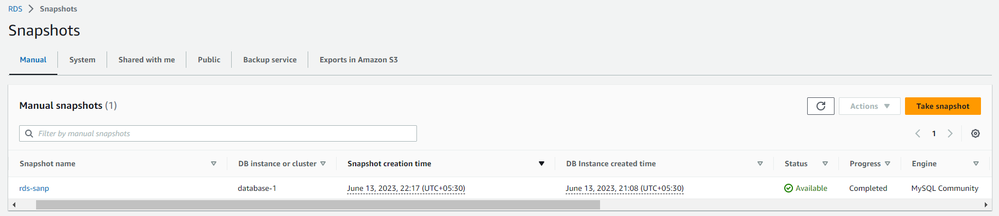 RDS > Snapshots
Snapshots
Manual System Shared with me Public Backup service Exports in Amazon S3
Manual snapshots (1) Actions Take snapshot
Filter by manual snapshots 1
Snapshot name DB instance or cluster Snapshot creation time DB Instance created time Status Progress Engine
rds-sanp database-1 June 13, 2023, 22:17 (UTC+05:30) June 13, 2023, 21:08 (UTC+05:30) Available Completed MySQL Community